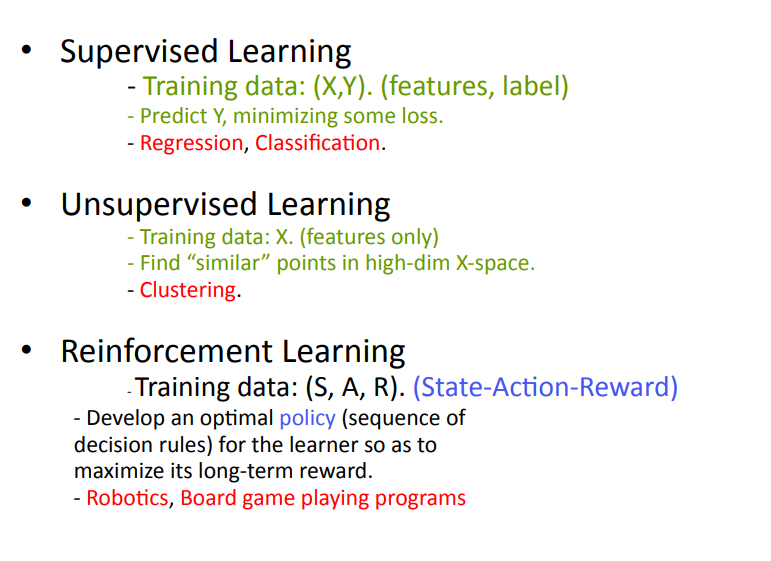 • Supervised Learning
- Training data: (X,Y). (features, label)
- Predict Y, minimizing some loss.
- Regression, Classification.
• Unsupervised Learning
- Training data: X. (features only)
- Find “similar” points in high-dim X-space.
- Clustering.
• Reinforcement Learning
- Training data: (S, A, R). (State-Action-Reward)
- Develop an optimal policy (sequence of
decision rules) for the learner so as to
maximize its long-term reward.
- Robotics, Board game playing programs